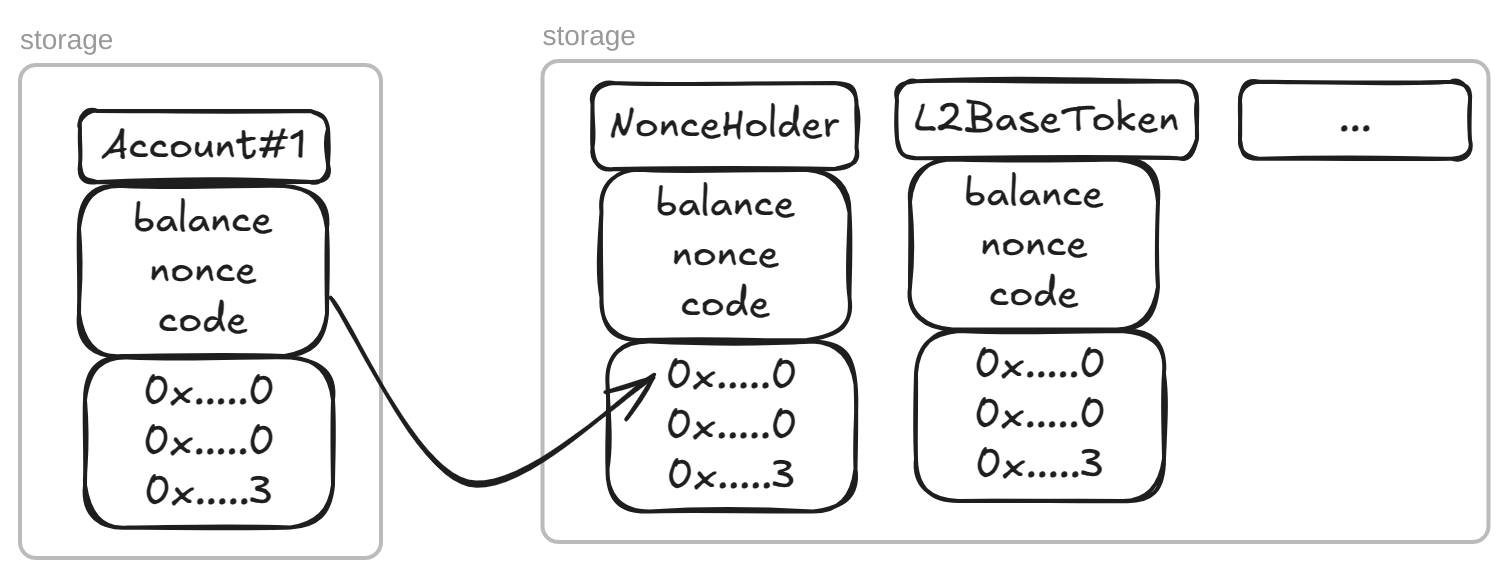 storage
Account#1
balance
nonce
code
0x.....0
0x.....0
0x.....3
storage
NonceHolder
balance
nonce
code
0x.....0
0x.....0
0x.....3
L2BaseToken
balance
nonce
code
0x.....0
0x.....0
0x.....3
...